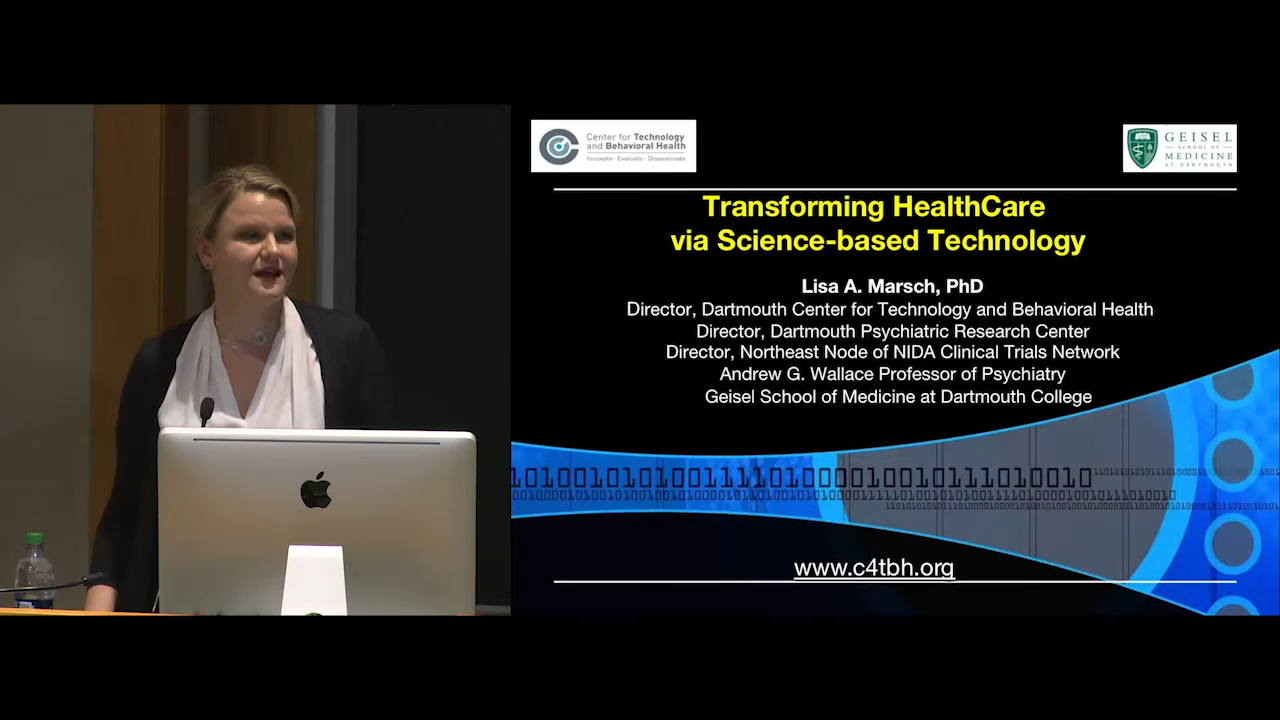 Center for Technology
and Behavioral Health
Innovate · Evaluate · Disseminate
GEISEL
SCHOOL OF
MEDICINE
AT DARTMOUTH
Transforming HealthCare
via Science-based Technology
Lisa A. Marsch, PhD
Director, Dartmouth Center for Technology and Behavioral Health
Director, Dartmouth Psychiatric Research Center
Director, Northeast Node of NIDA Clinical Trials Network
Andrew G. Wallace Professor of Psychiatry
Geisel School of Medicine at Dartmouth College
www.c4tbh.org